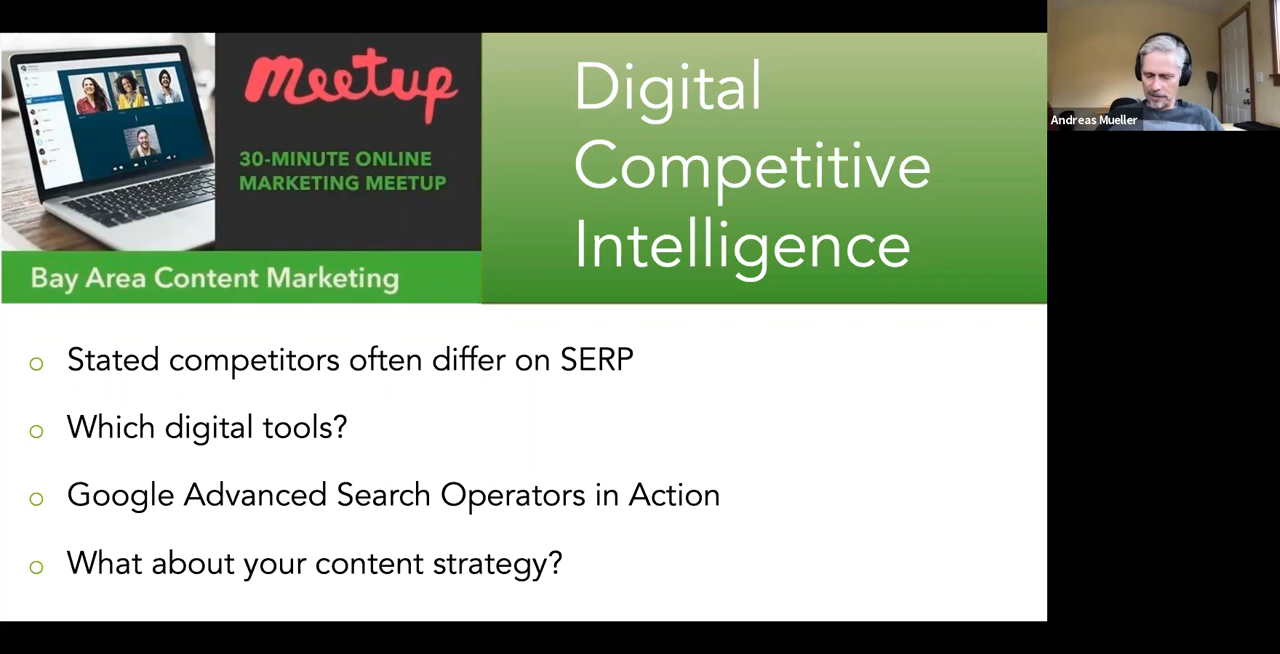 meetup
30-MINUTE ONLINE
MARKETING MEETUP
Bay Area Content Marketing
Digital
Competitive
Intelligence
Andreas Mueller
Stated competitors often differ on SERP
Which digital tools?
Google Advanced Search Operators in Action
What about your content strategy?